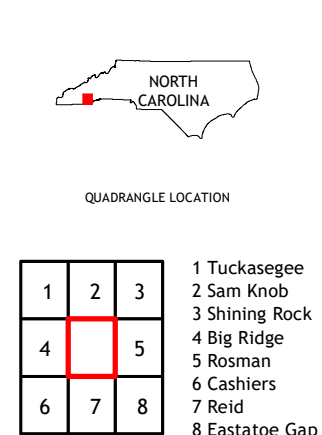 NORTH
CAROLINA
QUADRANGLE LOCATION
1 2 3
4 5
6 7 8
1 Tuckasegee
2 Sam Knob
3 Shining Rock
4 Big Ridge
5 Rosman
6 Cashiers
7 Reid
8 Eastatoe Gap